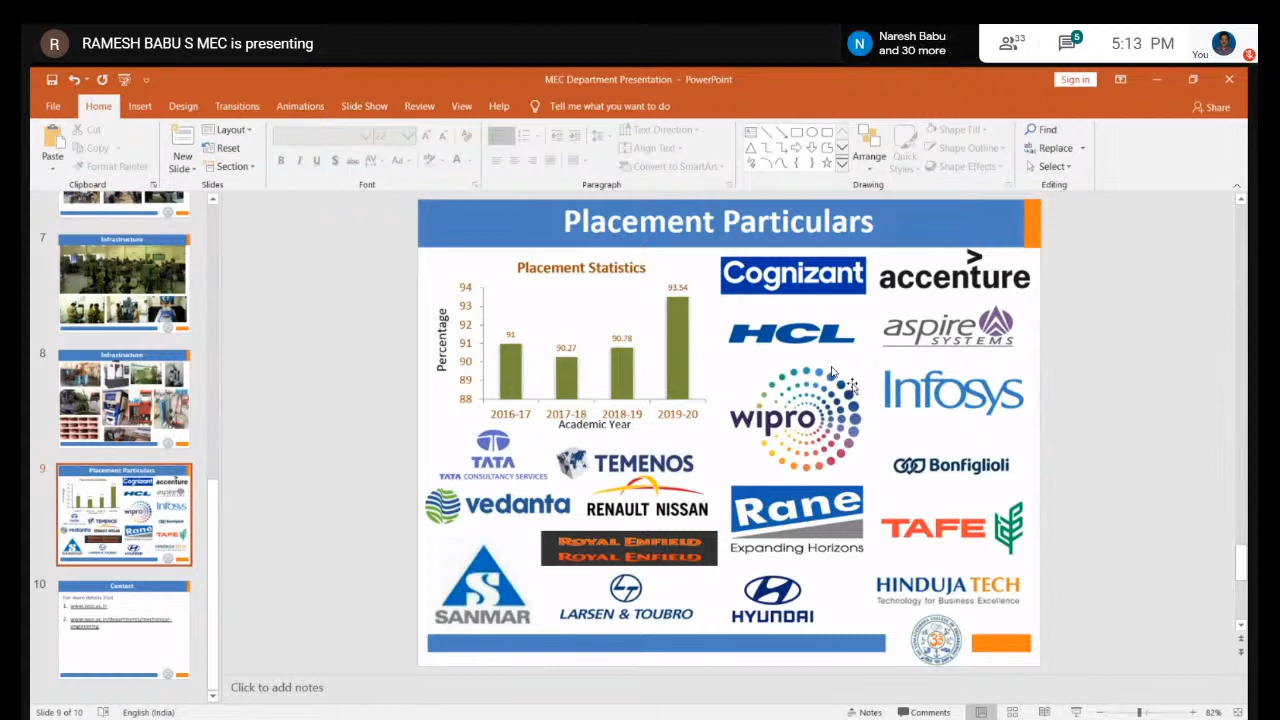 R RAMESH BABU S MEC is presenting
N Naresh Babu
and 30 more
33
5
5:13 PM
You
MEC Department Presentation - PowerPoint
Sign in
File Home Insert Design Transitions Animations Slide Show Review View Help Tell me what you want to do
Share
Paste
Cut
Copy
Format Painter
Clipboard
New
Slide
Layout
Reset
Section
Slides
22
Font
Text Direction
Align Text
Convert to SmartArt
Paragraph
Arrange
Quick
Styles
Shape Fill
Shape Outline
Shape Effects
Drawing
Find
Replace
Select
Editing
7
Infrastructure
8
Infrastructure
9
Placement Particulars
10
Contact
For more details Visit
Placement Particulars
Placement Statistics
Percentage
94
93
92
91
90
89
88
91
90.27
90.78
93.54
2016-17 2017-18 2018-19 2019-20
Academic Year
Cognizant
accenture
HCL
aspire
SYSTEMS
wipro
Infosys
TATA
TATA CONSULTANCY SERVICES
TEMENOS
Bonfiglioli
vedanta
RENAULT NISSAN
Rane
Expanding Horizons
TAFE
ROYAL ENFIELD
ROYAL ENFIELD
SANMAR
LARSEN & TOUBRO
HYUNDAI
HINDUJA TECH
Technology for Business Excellence
Click to add notes
Slide 9 of 10
English (India)
Notes
Comments
82%